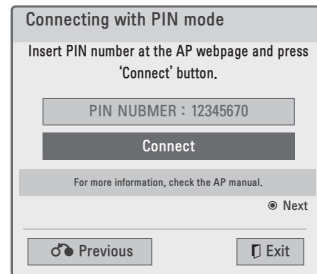 Connecting with PIN mode
Insert PIN number at the AP webpage and press
‘Connect’ button.
PIN NUBMER : 12345670
Connect
For more information, check the AP manual.
Next
Previous
Exit